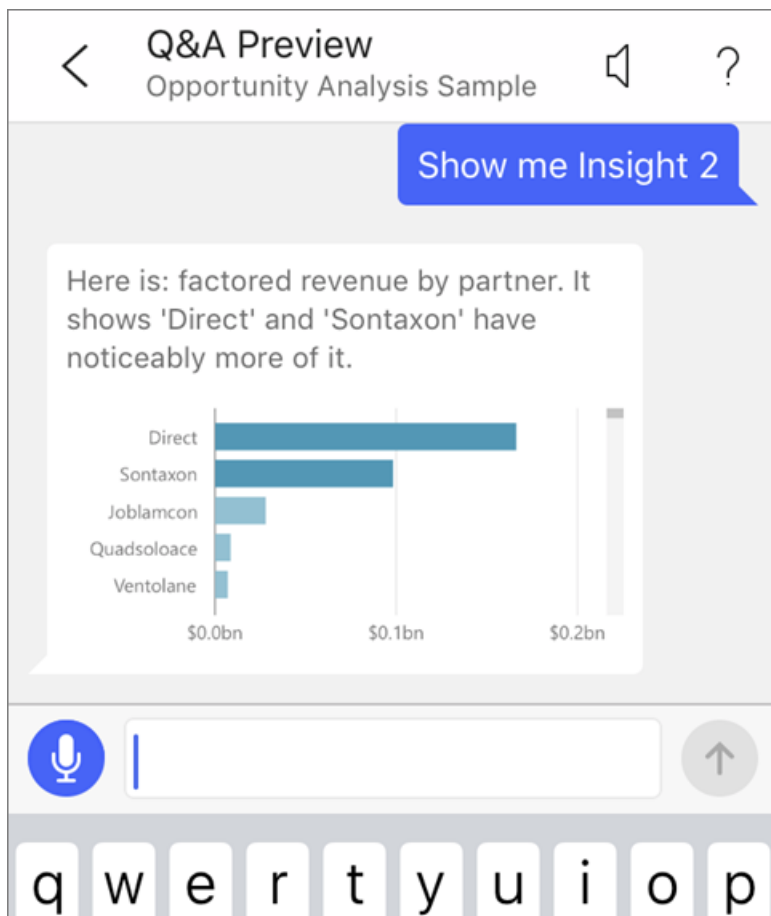 Q&A Preview
Opportunity Analysis Sample
?
Show me Insight 2
Here is: factored revenue by partner. It
shows 'Direct' and 'Sontaxon' have
noticeably more of it.
Direct
Sontaxon
Joblamcon
Quadsoloace
Ventolane
$0.0bn $0.1bn $0.2bn
q w e r t y u i o p